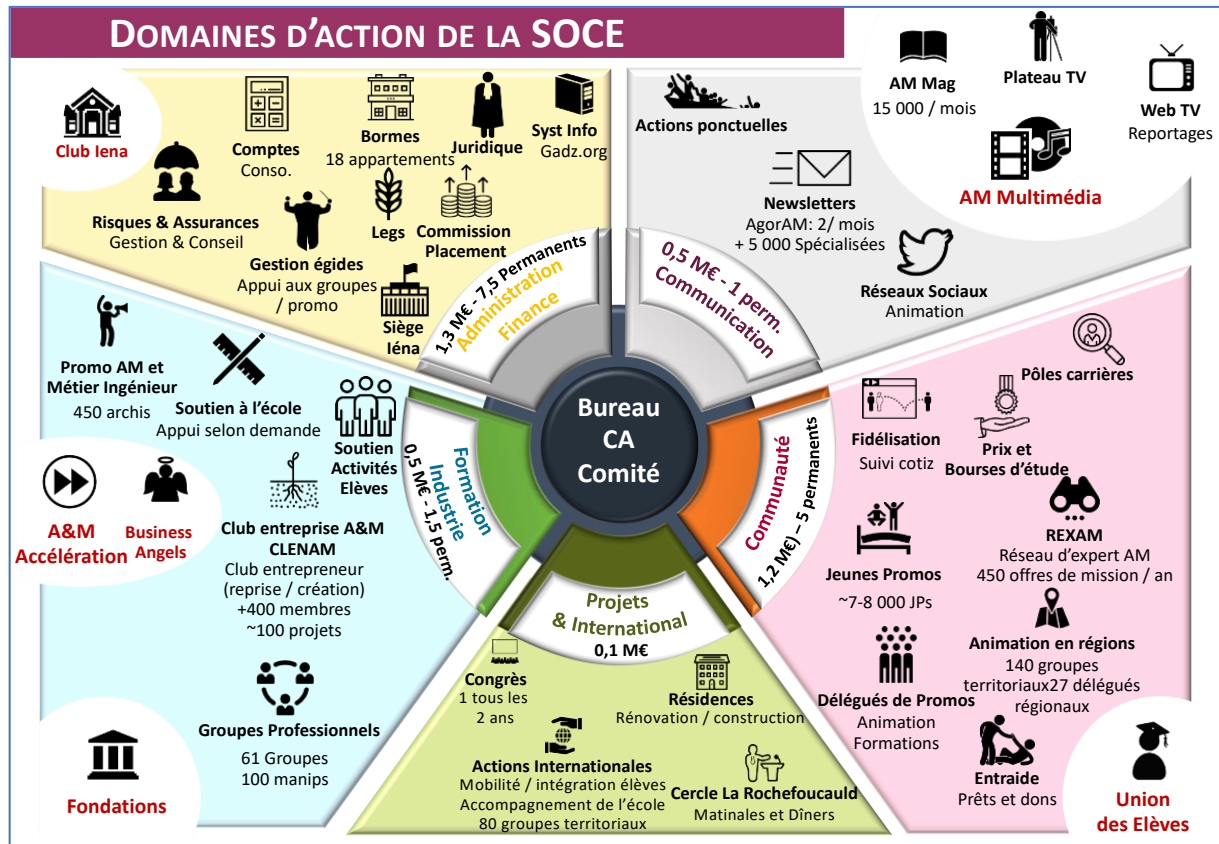 DOMAINES D'ACTION DE LA SOCE
Club Iena
Comptes
Conso.
Bormes
18 appartements
Juridique
Syst Info
Gadz.org
Risques & Assurances
Gestion & Conseil
Gestion égides
Appui aux groupes
/ promo
Legs
Commission
Placement
Siège
Iéna
1,3 M€ - 7,5 Permanents
Administration
Finance
Actions ponctuelles
Newsletters
AgorAM: 2/ mois
+ 5 000 Spécialisées
Réseaux Sociaux
Animation
0,5 M€ - 1 perm.
Communication
AM Mag
15 000 / mois
Plateau TV
Web TV
Reportages
AM Multimédia
Bureau
CA
Comité
Promo AM et
Métier Ingénieur
450 archis
Soutien à l'école
Appui selon demande
Soutien
Activités
Elèves
A&M
Accélération
Business
Angels
Club entreprise A&M
CLENAM
Club entrepreneur
(reprise / création)
+400 membres
~100 projets
Groupes Professionnels
61 Groupes
100 manips
Fondations
Formation
Industrie
0,5 M€ - 1,5 perm.
Projets
& International
0,1 M€
Congrès
1 tous les
2 ans
Résidences
Rénovation / construction
Actions Internationales
Mobilité / intégration élèves
Accompagnement de l'école
80 groupes territoriaux
Cercle La Rochefoucauld
Matinales et Dîners
Communauté
1,2 M€) – 5 permanents
Pôles carrières
Fidélisation
Suivi cotiz
Prix et
Bourses d'étude
REXAM
Réseau d'expert AM
450 offres de mission / an
Jeunes Promos
~7-8 000 JPs
Animation en régions
140 groupes
territoriaux27 délégués
régionaux
Délégués de Promos
Animation
Formations
Entraide
Prêts et dons
Union
des Elèves